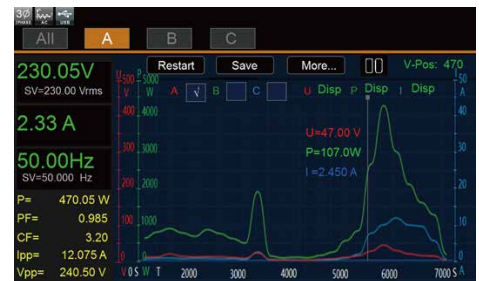 3Ø
PHASE AC USB
All A B C
230.05V
SV=230.00 Vrms
2.33 A
50.00Hz
SV=50.000 Hz
P= 470.05 W
PF= 0.985
CF= 3.20
Ipp= 12.075 A
Vpp= 240.50 V
Restart Save More... V-Pos: 470
U 500 P 5000 I 50
V W A √ B C U Disp P Disp I Disp A
400 4000 40
U=47.00 V
300 3000 P=107.0W 30
I =2.450 A
200 2000 20
100 1000 10
0 0 0
V 0 S W T 2000 3000 4000 5000 6000 7000 S A